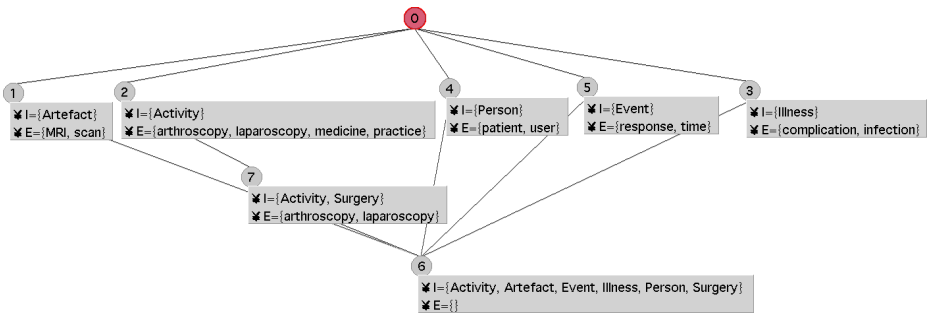 0
1
¥ I={Artefact}
¥ E={MRI, scan}
2
¥ I={Activity}
¥ E={arthroscopy, laparoscopy, medicine, practice}
4
¥ I={Person}
¥ E={patient, user}
5
¥ I={Event}
¥ E={response, time}
3
¥ I={Illness}
¥ E={complication, infection}
7
¥ I={Activity, Surgery}
¥ E={arthroscopy, laparoscopy}
6
¥ I={Activity, Artefact, Event, Illness, Person, Surgery}
¥ E={}